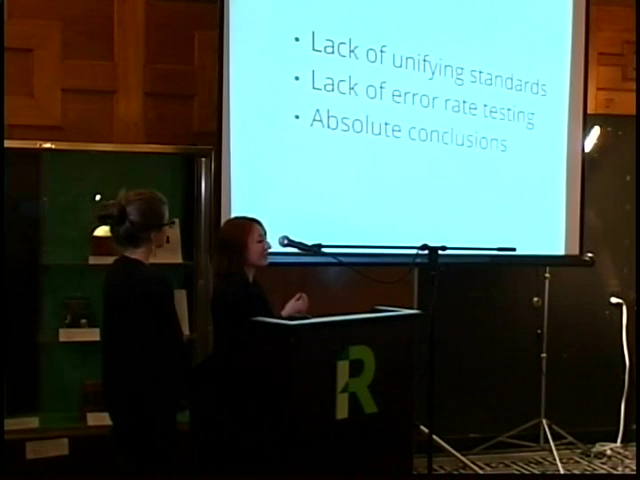 • Lack of unifying standards
• Lack of error rate testing
• Absolute conclusions
R